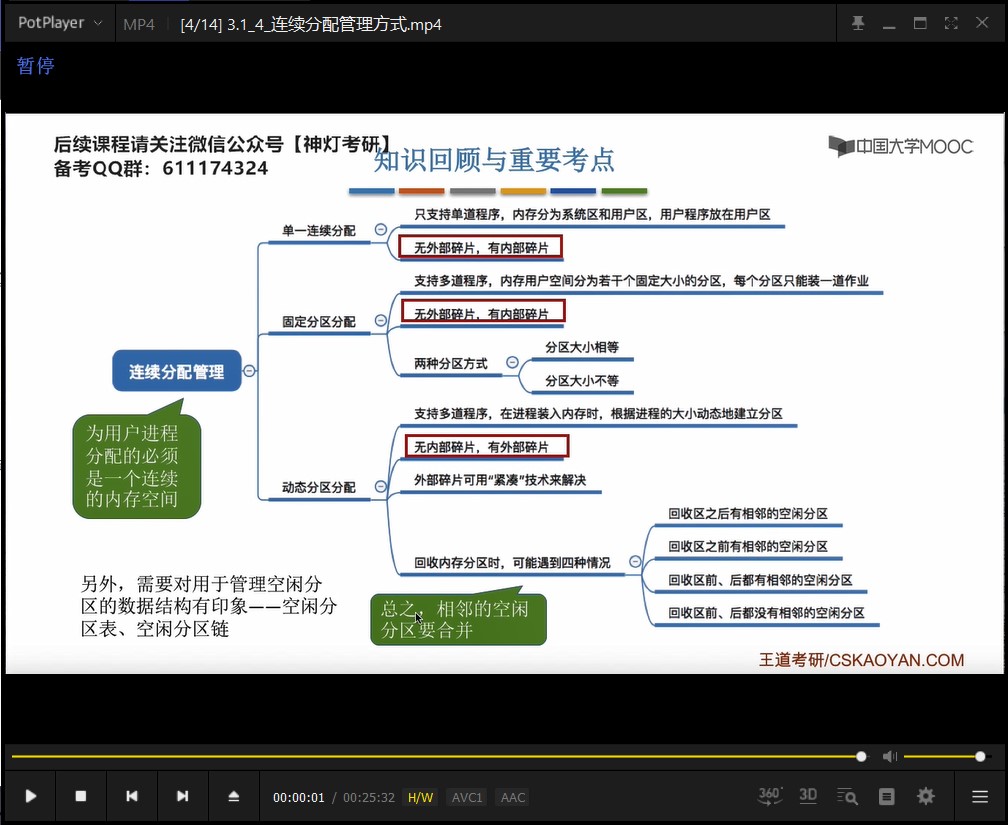 PotPlayer
MP4
[4/14] 3.1_4_连续分配管理方式.mp4
暂停
后续课程请关注微信公众号【神灯考研】
备考QQ群：611174324
知识回顾与重要考点
中国大学MOOC
连续分配管理
为用户进程
分配的必须
是一个连续
的内存空间
单一连续分配
只支持单道程序，内存分为系统区和用户区，用户程序放在用户区
无外部碎片，有内部碎片
固定分区分配
支持多道程序，内存用户空间分为若干个固定大小的分区，每个分区只能装一道作业
无外部碎片，有内部碎片
两种分区方式
分区大小相等
分区大小不等
动态分区分配
支持多道程序，在进程装入内存时，根据进程的大小动态地建立分区
无内部碎片，有外部碎片
外部碎片可用“紧凑”技术来解决
回收内存分区时，可能遇到四种情况
回收区之后有相邻的空闲分区
回收区之前有相邻的空闲分区
回收区前、后都有相邻的空闲分区
回收区前、后都没有相邻的空闲分区
总之，相邻的空闲
分区要合并
另外，需要对用于管理空闲分
区的数据结构有印象——空闲分
区表、空闲分区链
王道考研/CSKAOYAN.COM
00:00:01 / 00:25:32 H/W AVC1 AAC
360° 3D